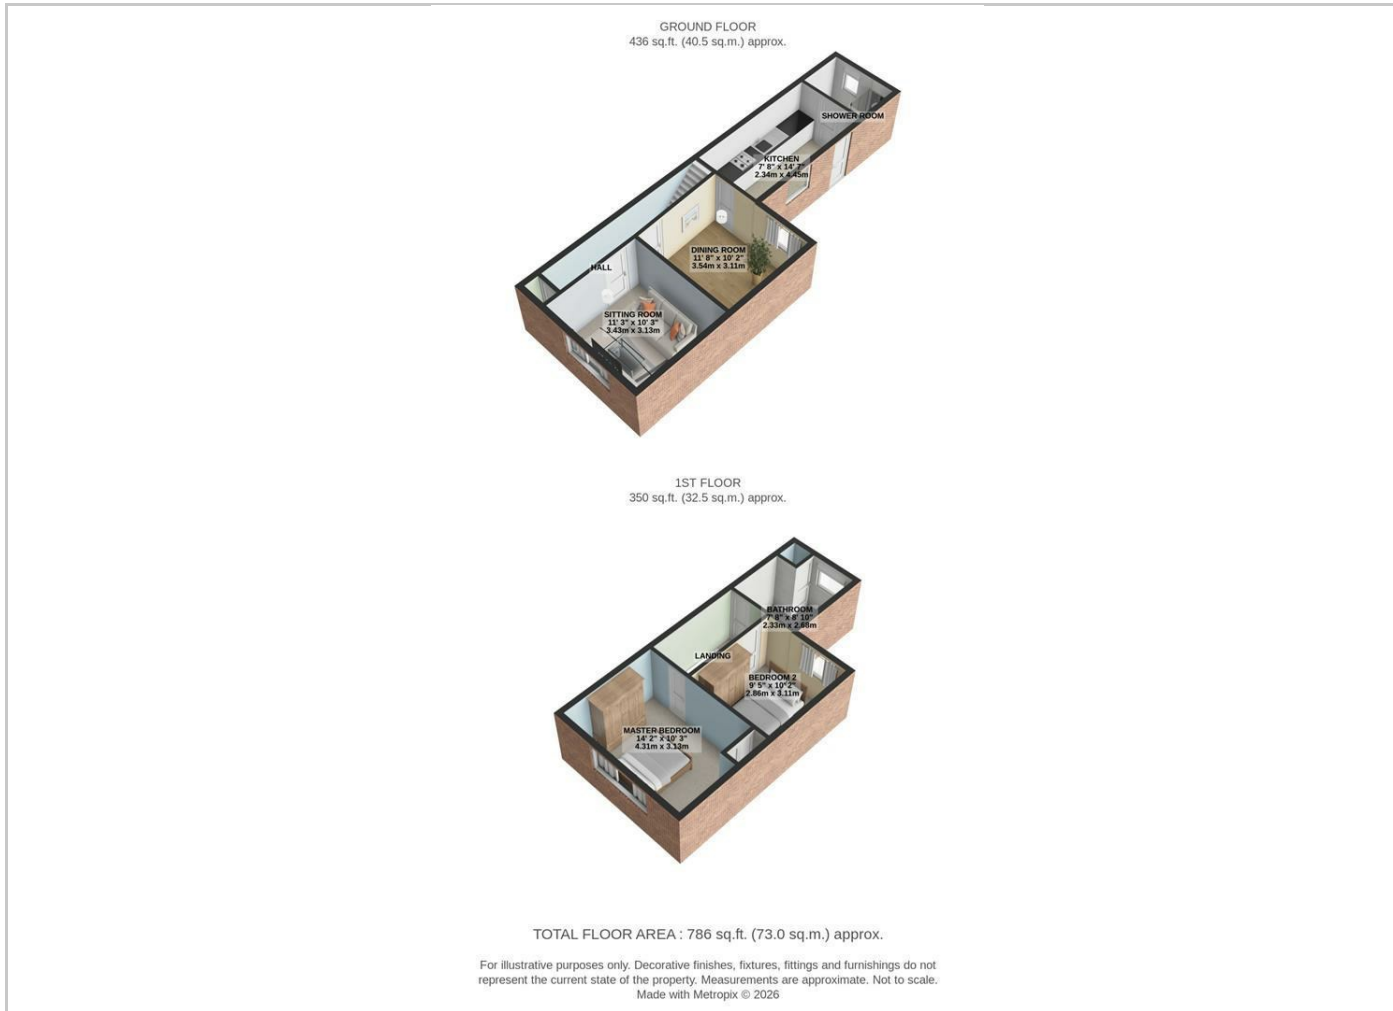 GROUND FLOOR
436 sq.ft. (40.5 sq.m.) approx.
SHOWER ROOM
KITCHEN
7' 8" x 14' 7"
2.34m x 4.45m
DINING ROOM
11' 8" x 10' 2"
3.54m x 3.11m
HALL
SITTING ROOM
11' 3" x 10' 3"
3.43m x 3.13m
1ST FLOOR
350 sq.ft. (32.5 sq.m.) approx.
BATHROOM
7' 8" x 8' 10"
2.33m x 2.68m
LANDING
BEDROOM 2
9' 5" x 10' 2"
2.86m x 3.11m
MASTER BEDROOM
14' 2" x 10' 3"
4.31m x 3.13m
TOTAL FLOOR AREA : 786 sq.ft. (73.0 sq.m.) approx.
For illustrative purposes only. Decorative finishes, fixtures, fittings and furnishings do not
represent the current state of the property. Measurements are approximate. Not to scale.
Made with Metropix © 2026